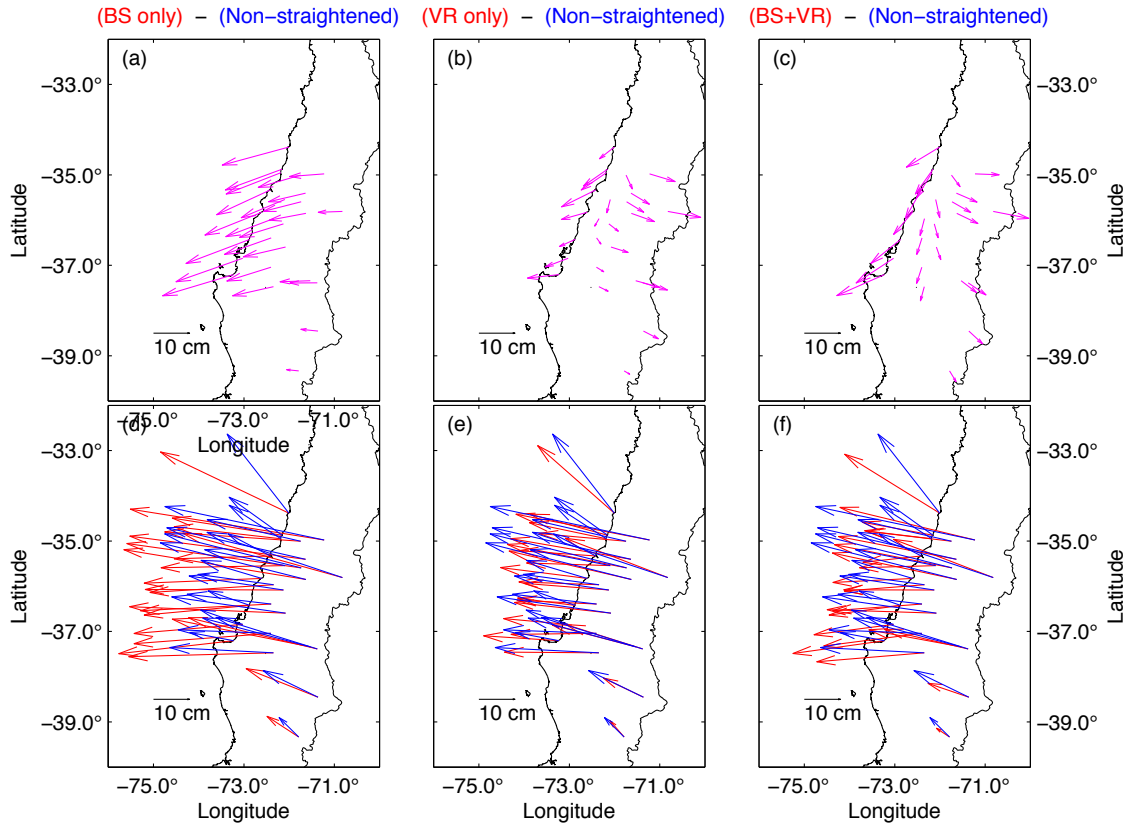 (BS only) – (Non−straightened) (VR only) – (Non−straightened) (BS+VR) – (Non−straightened)
(a) (b) (c)
−33.0° −33.0°
−35.0° −35.0°
Latitude Latitude
−37.0° −37.0°
10 cm 10 cm 10 cm
−39.0° −39.0°
−75.0° −73.0° −71.0°
(d) (e) (f)
Longitude
−33.0° −33.0°
−35.0° −35.0°
Latitude Latitude
−37.0° −37.0°
10 cm 10 cm 10 cm
−39.0° −39.0°
−75.0° −73.0° −71.0° −75.0° −73.0° −71.0° −75.0° −73.0° −71.0°
Longitude Longitude Longitude